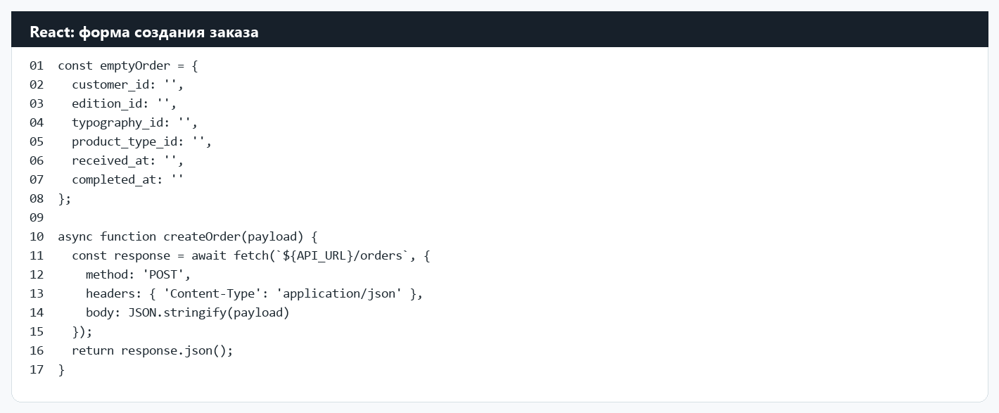 React: форма создания заказа
01  const emptyOrder = {
02    customer_id: '',
03    edition_id: '',
04    typography_id: '',
05    product_type_id: '',
06    received_at: '',
07    completed_at: ''
08  };
09
10  async function createOrder(payload) {
11    const response = await fetch(`${API_URL}/orders`, {
12      method: 'POST',
13      headers: { 'Content-Type': 'application/json' },
14      body: JSON.stringify(payload)
15    });
16    return response.json();
17  }